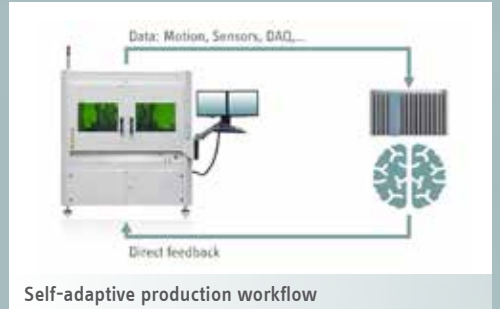 Data: Motion, Sensors, DAQ,...
Direct feedback
Self-adaptive production workflow